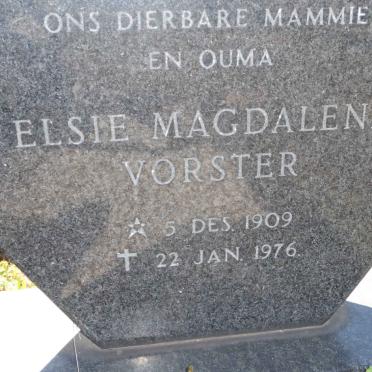 ONS DIERBARE MAMMIE
EN OUMA
ELSIE MAGDALEN
VORSTER
5 DES. 1909
22 JAN. 1976.